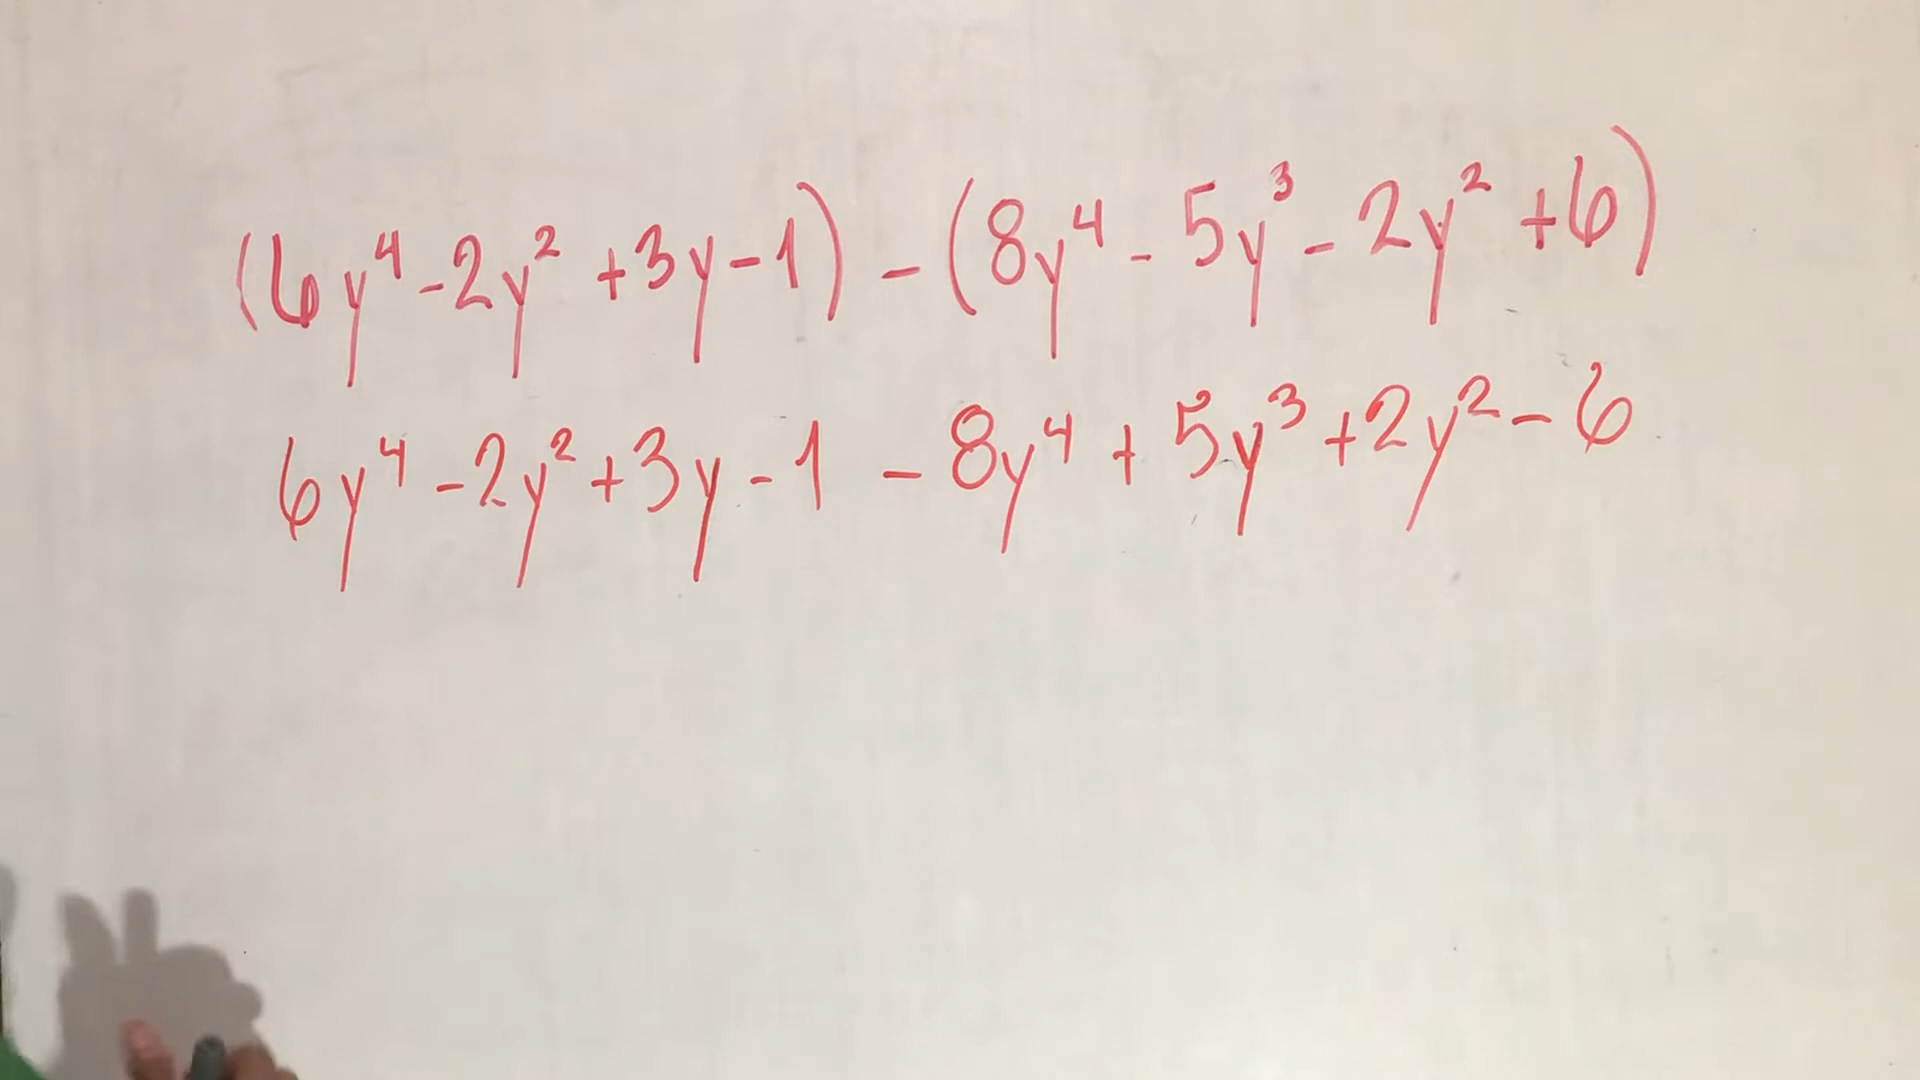 (6y⁴-2y²+3y-1) - (8y⁴-5y³-2y²+6)
6y⁴-2y²+3y-1 - 8y⁴+5y³+2y²-6